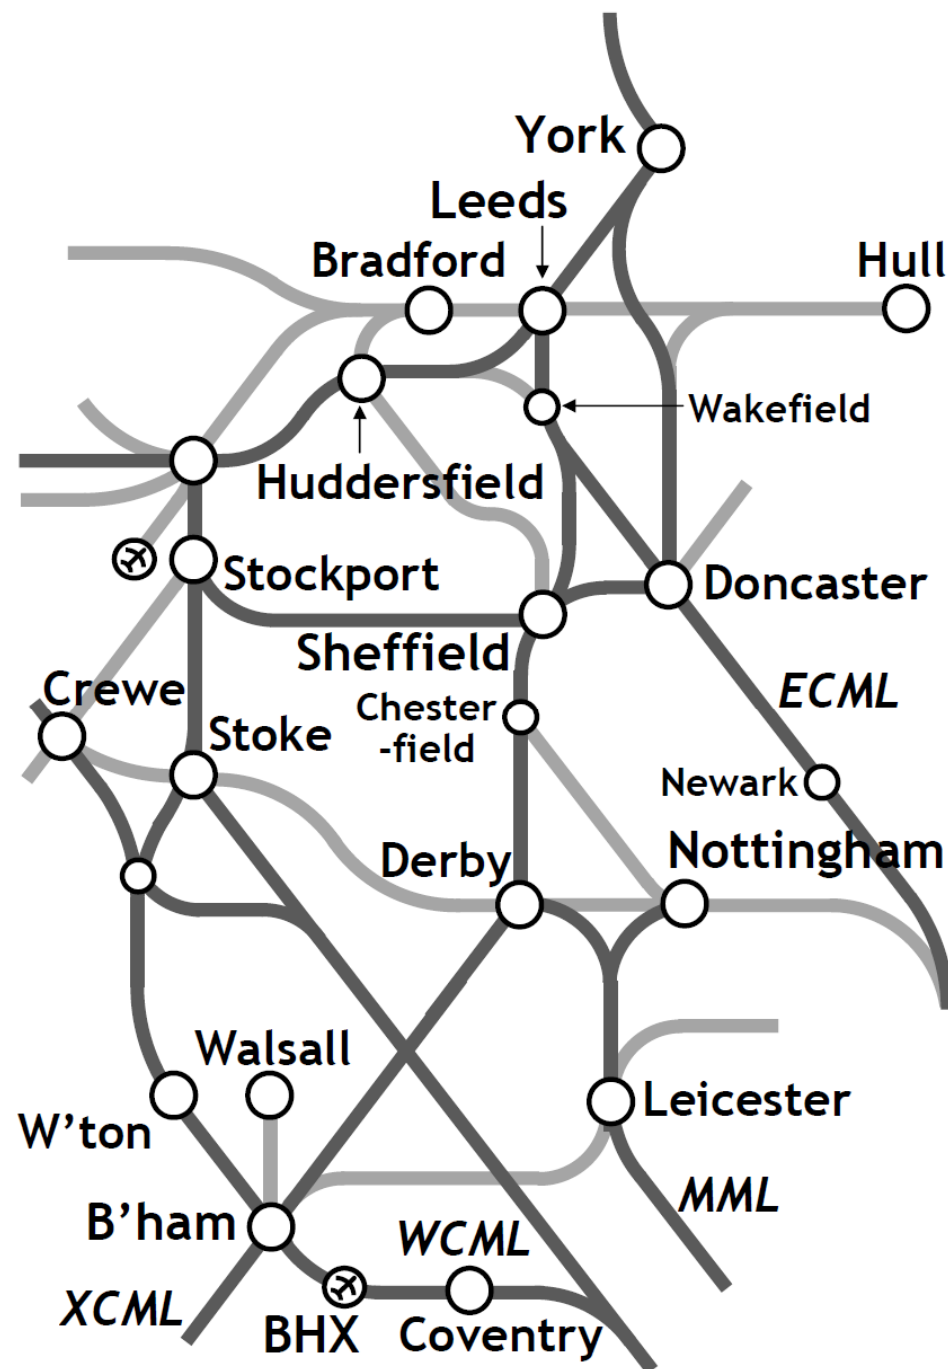 York
Leeds
Bradford
Hull
Wakefield
Huddersfield
Stockport
Doncaster
Sheffield
Crewe
ECML
Chester
-field
Stoke
Newark
Derby
Nottingham
Walsall
Leicester
W'ton
MML
B'ham
WCML
XCML
BHX
Coventry